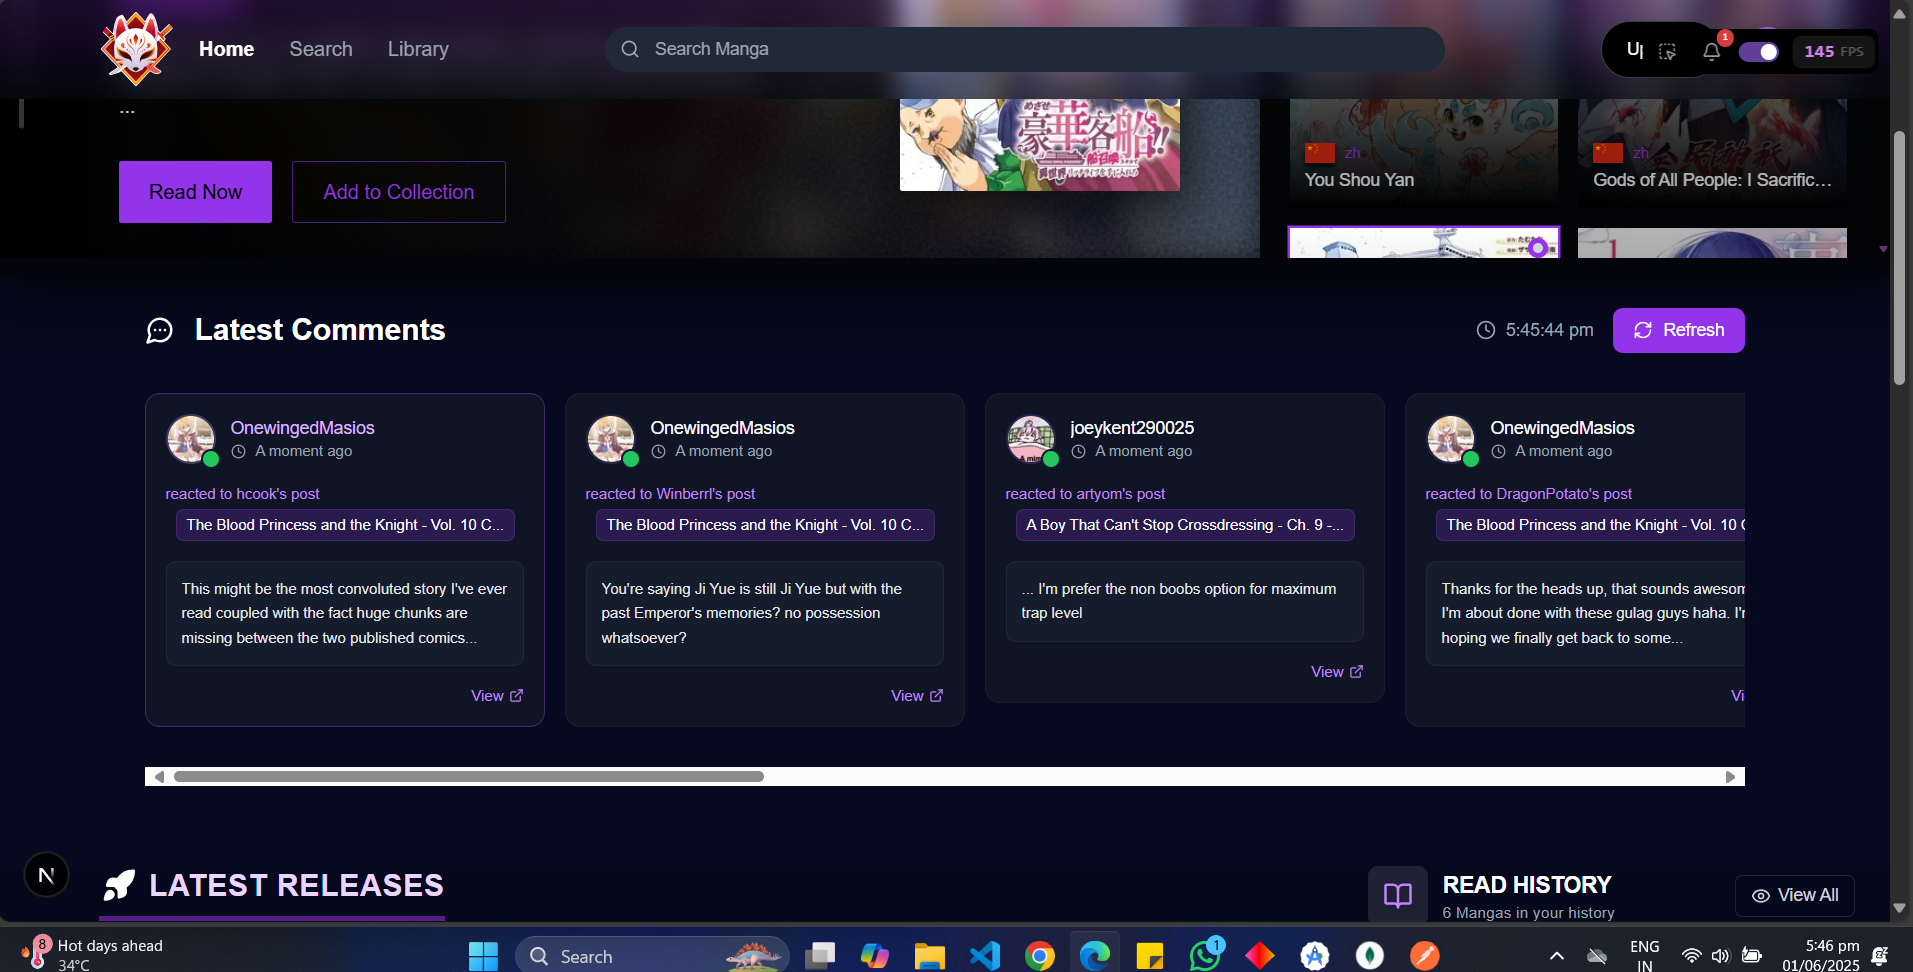 Home
Search
Library
Search Manga
1
145 FPS
...
Read Now
Add to Collection
めざせ
豪華客船!!
zh
You Shou Yan
zh
Gods of All People: I Sacrific...
Latest Comments
5:45:44 pm
Refresh
OnewingedMasios
A moment ago
reacted to hcook's post
The Blood Princess and the Knight - Vol. 10 C...
This might be the most convoluted story I've ever
read coupled with the fact huge chunks are
missing between the two published comics...
View
OnewingedMasios
A moment ago
reacted to Winberrl's post
The Blood Princess and the Knight - Vol. 10 C...
You're saying Ji Yue is still Ji Yue but with the
past Emperor's memories? no possession
whatsoever?
View
joeykent290025
A moment ago
reacted to artyom's post
A Boy That Can't Stop Crossdressing - Ch. 9 -...
... I'm prefer the non boobs option for maximum
trap level
View
OnewingedMasios
A moment ago
reacted to DragonPotato's post
The Blood Princess and the Knight - Vol. 10
Thanks for the heads up, that sounds awesom
I'm about done with these gulag guys haha. I'
hoping we finally get back to some...
Vi
N
LATEST RELEASES
READ HISTORY
6 Mangas in your history
View All
8
Hot days ahead
34°C
Search
1
ENG
IN
5:46 pm
01/06/2025